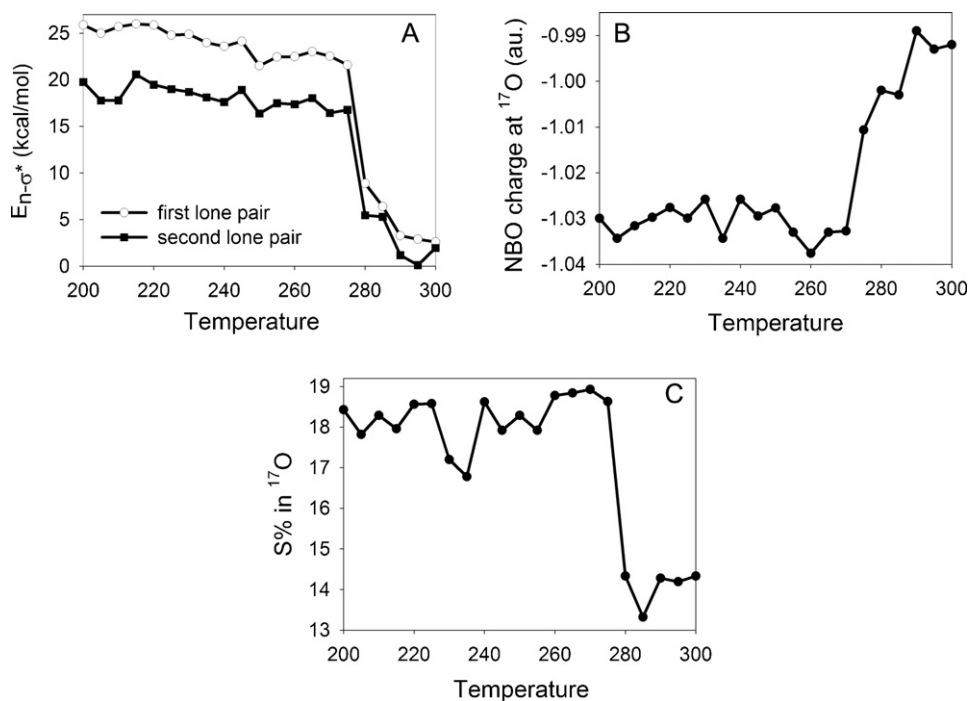 A
E_{n-σ*} (kcal/mol)
25
20
15
10
5
0
first lone pair
second lone pair
200 220 240 260 280 300
Temperature
B
NBO charge at ¹⁷O (au.)
-0.99
-1.00
-1.01
-1.02
-1.03
-1.04
200 220 240 260 280 300
Temperature
C
S% in ¹⁷O
19
18
17
16
15
14
13
200 220 240 260 280 300
Temperature